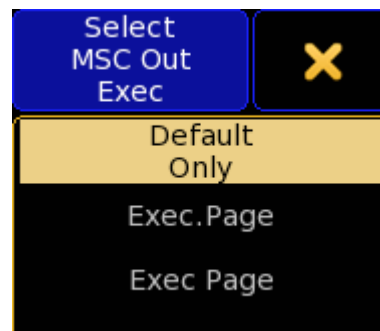 Select
MSC Out
Exec
Default
Only
Exec.Page
Exec Page